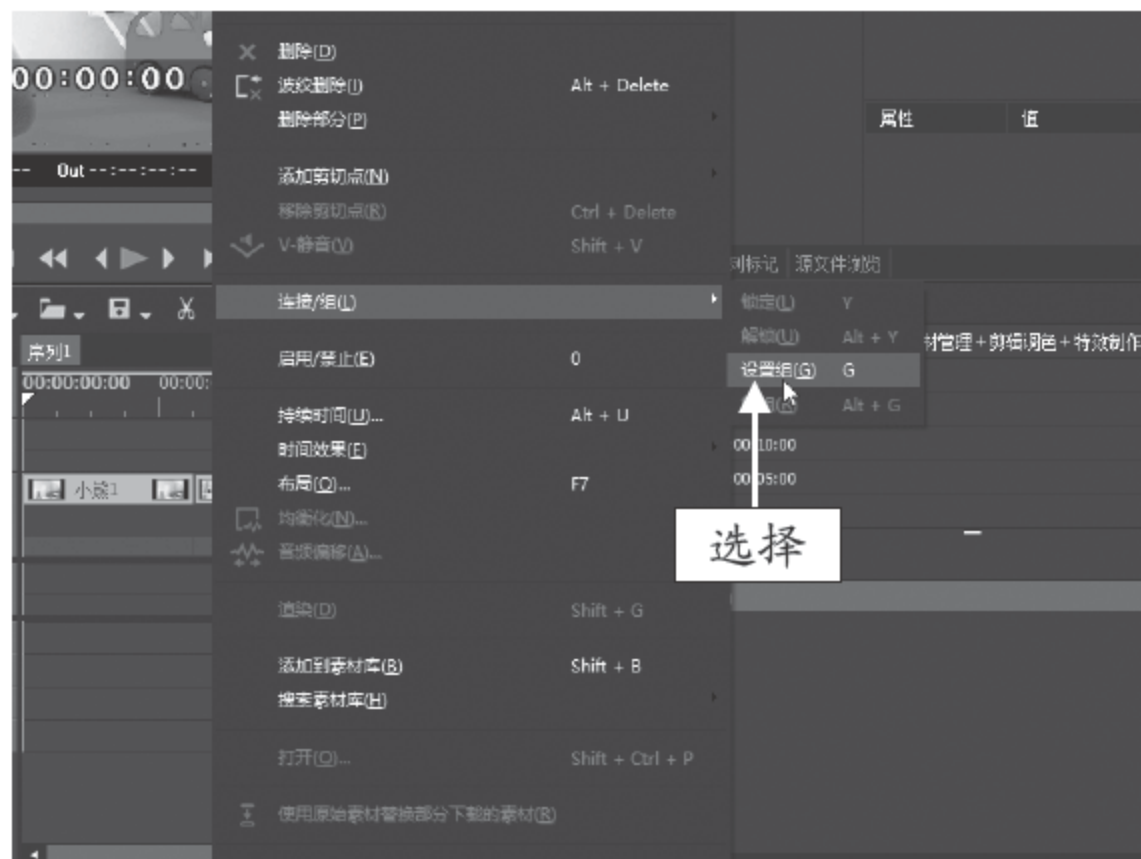 00:00:00:00
Out --:--:--:--
序列1
00:00:00:00 00:00:
小熊1
删除(D)
波纹删除(I) Alt + Delete
删除部分(P)
添加剪切点(N)
移除剪切点(R) Ctrl + Delete
V-静音(V) Shift + V
连接/组(L)
启用/禁止(E) 0
持续时间(U)... Alt + U
时间效果(E)
布局(O)... F7
均衡化(N)...
音频偏移(A)...
渲染(D) Shift + G
添加到素材库(B) Shift + B
搜索素材库(H)
打开(O)... Shift + Ctrl + P
使用原始素材替换部分下载的素材(R)
属性 值
列标记 源文件浏览
锁定(L) Y
解锁(U) Alt + Y
设置组(G) G
(R) Alt + G
材管理+剪辑调色+特效制作
00:10:00
00:05:00
选择